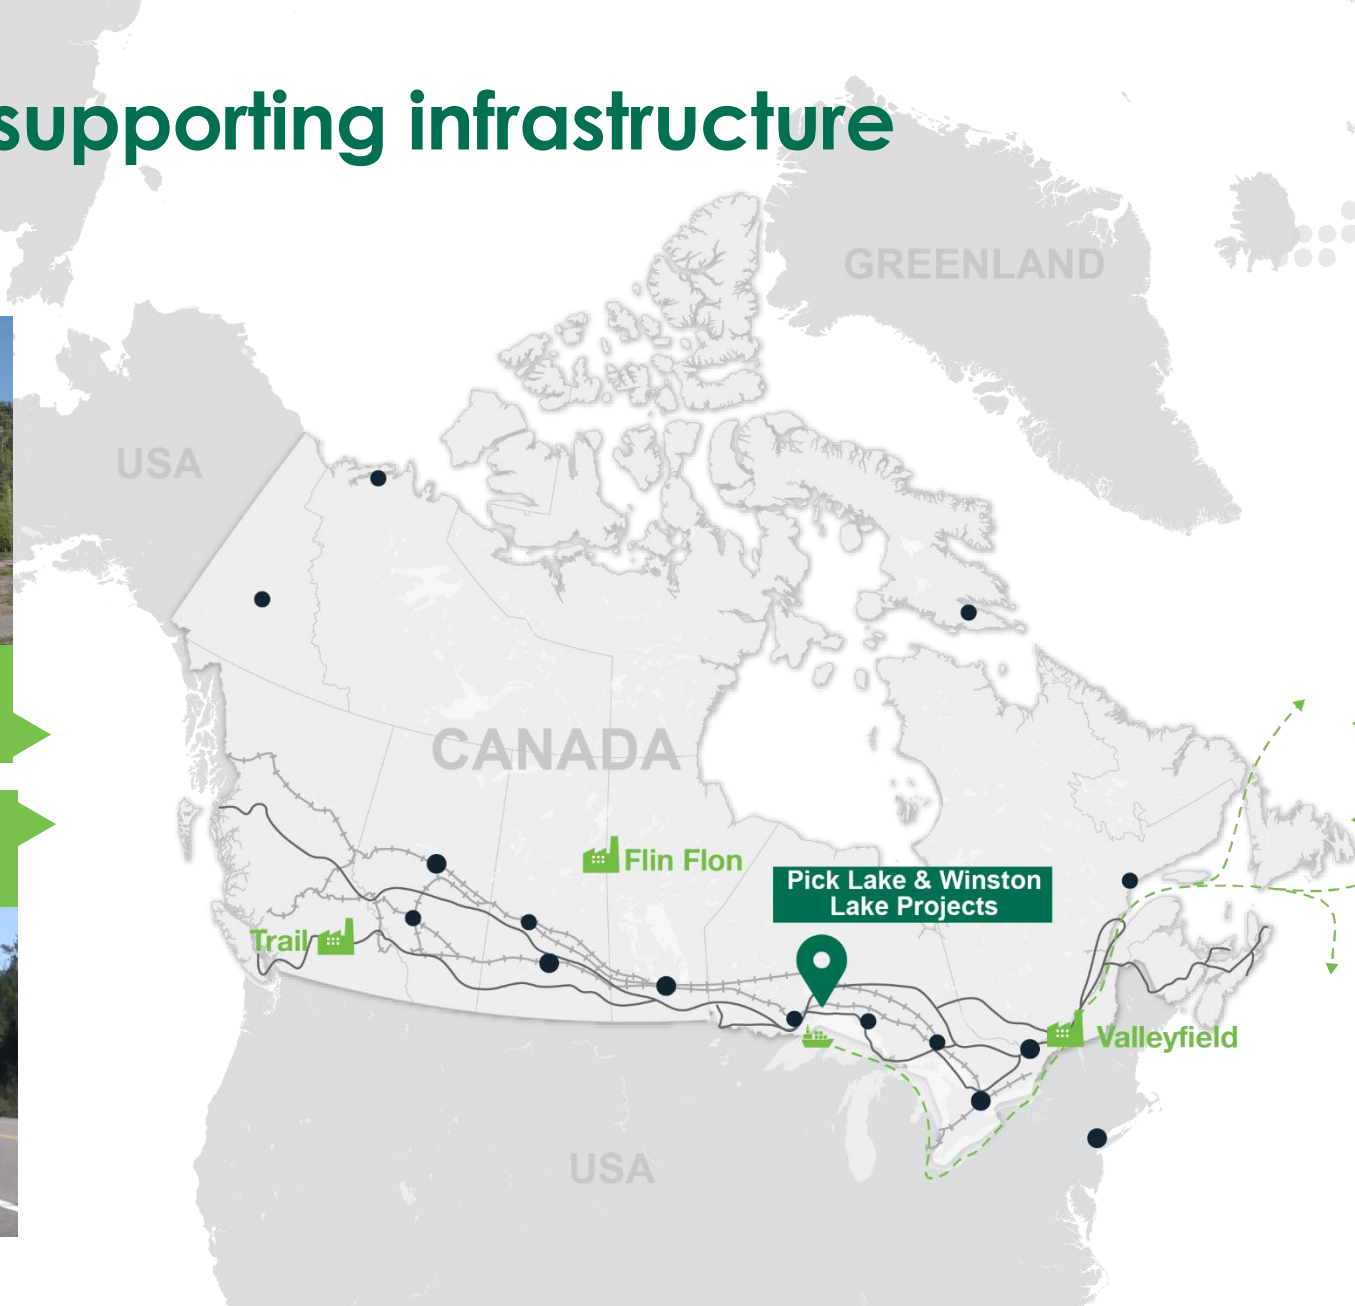 supporting infrastructure
GREENLAND
USA
CANADA
Flin Flon
Pick Lake & Winston
Lake Projects
Trail
Valleyfield
USA